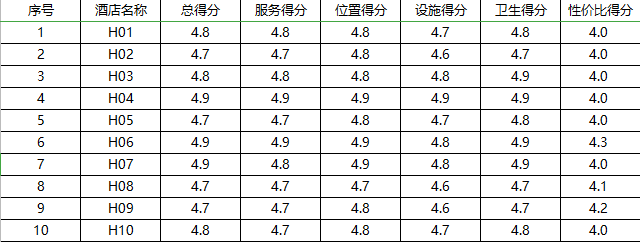 序号 酒店名称 总得分 服务得分 位置得分 设施得分 卫生得分 性价比得分
1 H01 4.8 4.8 4.8 4.7 4.8 4.0
2 H02 4.7 4.7 4.8 4.6 4.7 4.0
3 H03 4.8 4.8 4.8 4.8 4.9 4.0
4 H04 4.9 4.9 4.9 4.9 4.9 4.0
5 H05 4.7 4.7 4.8 4.7 4.8 4.0
6 H06 4.9 4.9 4.9 4.8 4.9 4.3
7 H07 4.9 4.8 4.9 4.8 4.9 4.0
8 H08 4.7 4.7 4.7 4.6 4.7 4.1
9 H09 4.7 4.7 4.8 4.6 4.7 4.2
10 H10 4.8 4.7 4.8 4.7 4.8 4.0